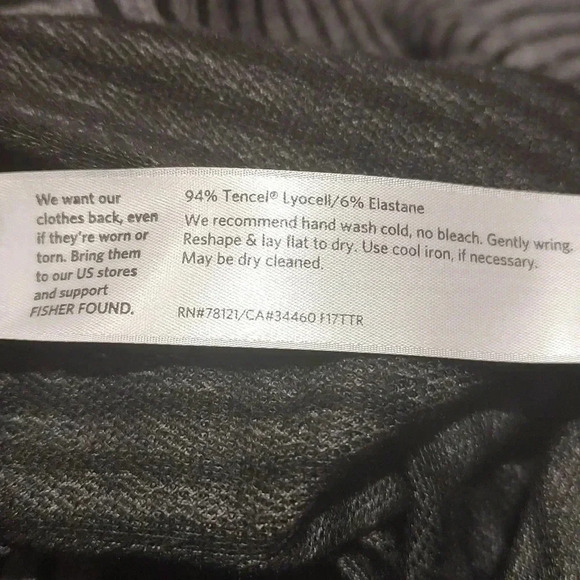 We want our
clothes back, even
if they're worn or
torn. Bring them
to our US stores
and support
FISHER FOUND.
94% Tencel® Lyocell/6% Elastane
We recommend hand wash cold, no bleach. Gently wring.
Reshape & lay flat to dry. Use cool iron, if necessary.
May be dry cleaned.
RN#78121/CA#34460 F17TTR